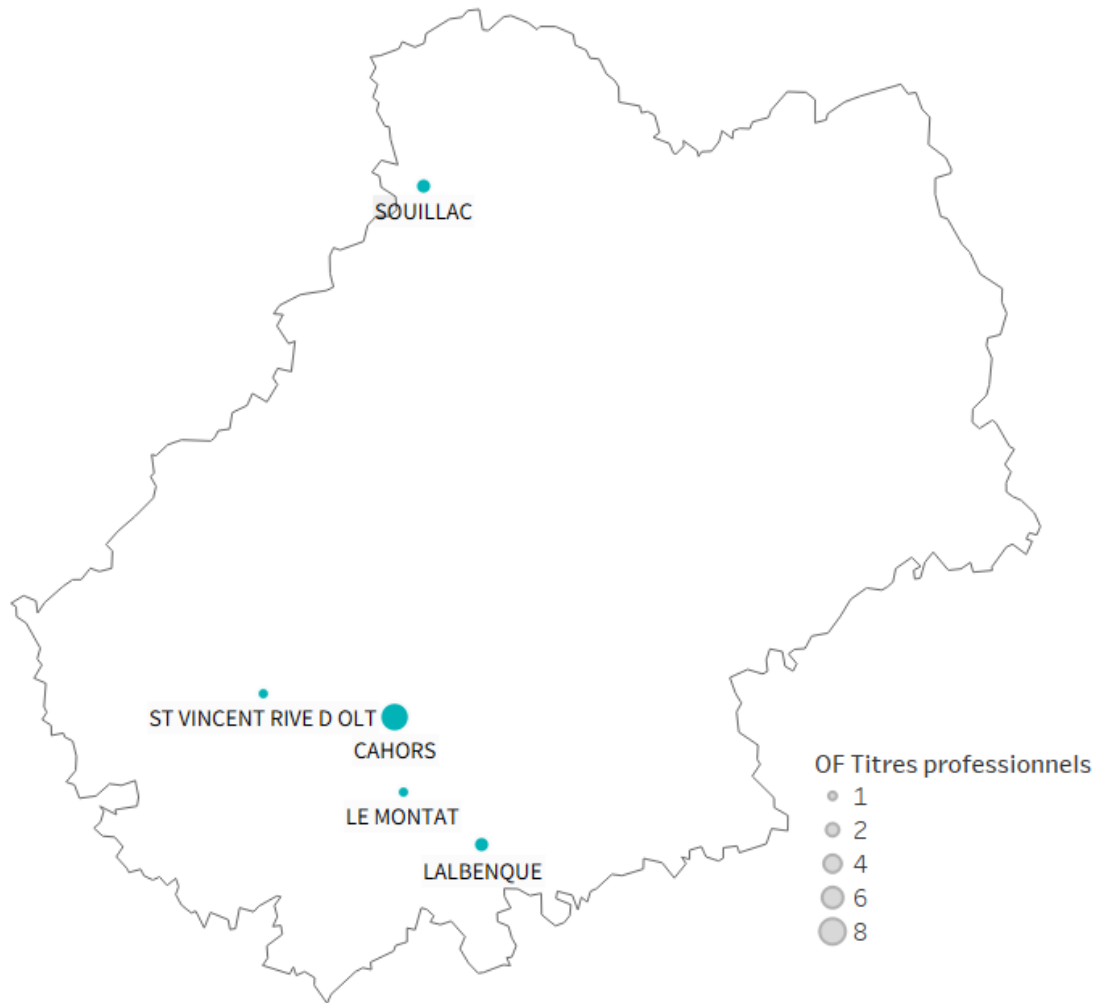 SOUILLAC
ST VINCENT RIVE D OLT
CAHORS
LE MONTAT
LALBENQUE
OF Titres professionnels
1
2
4
6
8